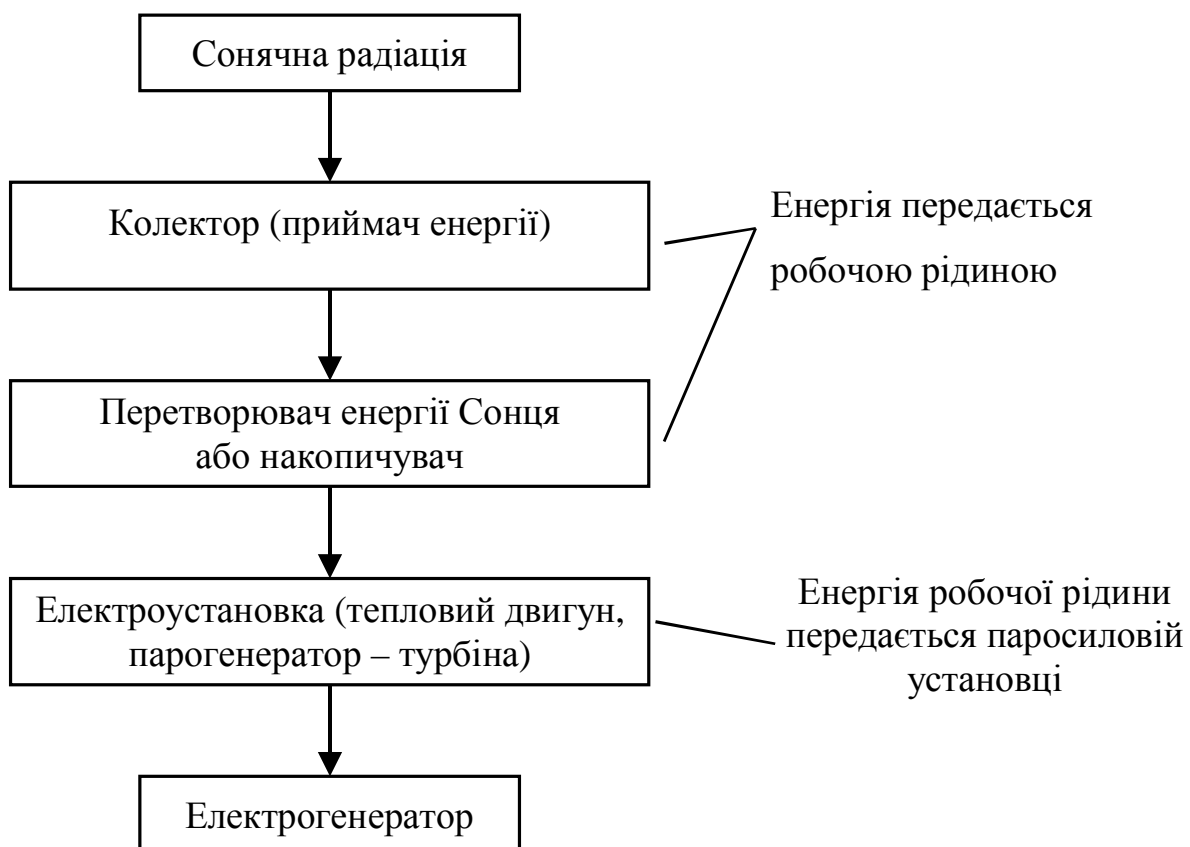 Сонячна радіація
Колектор (приймач енергії)
Енергія передається
робочою рідиною
Перетворювач енергії Сонця
або накопичувач
Електроустановка (тепловий двигун,
парогенератор – турбіна)
Енергія робочої рідини
передається паросиловій
установці
Електрогенератор